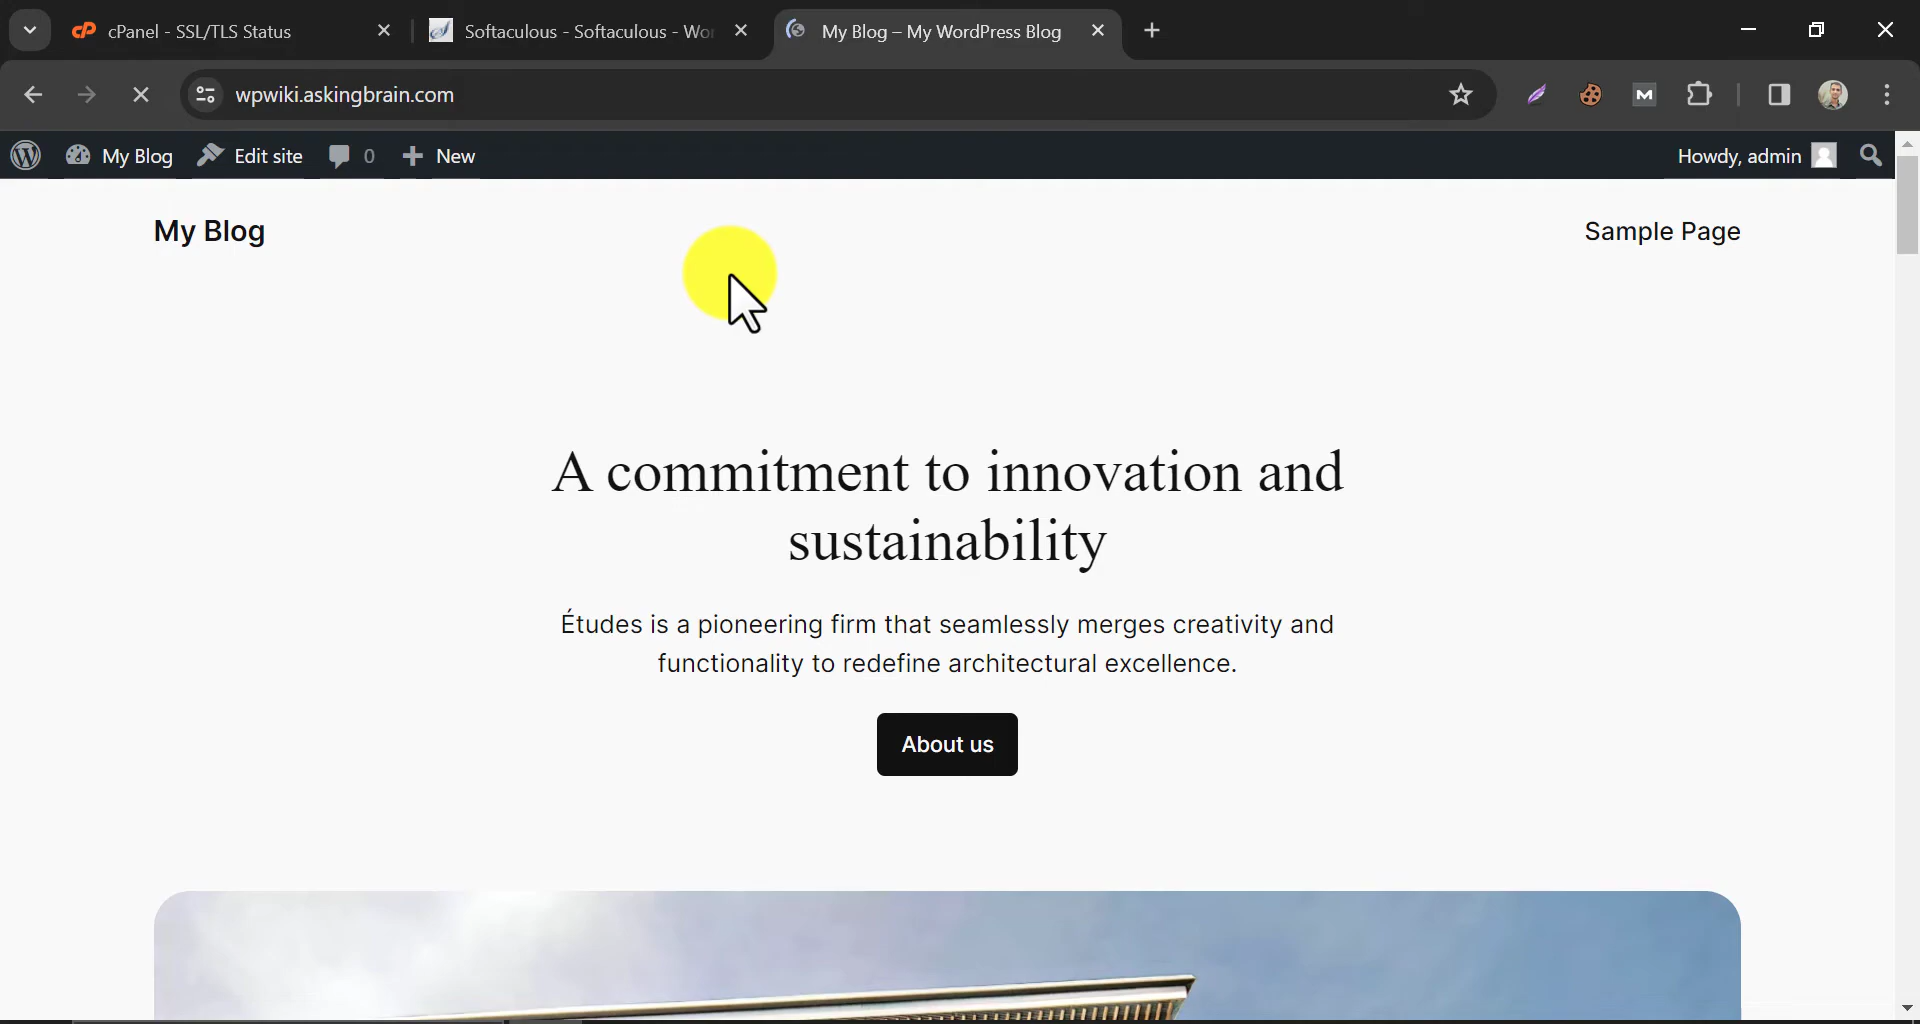 cPanel - SSL/TLS Status
Softaculous - Softaculous - Wor
My Blog – My WordPress Blog
wpwiki.askingbrain.com
My Blog
Edit site
0
New
Howdy, admin
My Blog
Sample Page
A commitment to innovation and
sustainability
Études is a pioneering firm that seamlessly merges creativity and
functionality to redefine architectural excellence.
About us